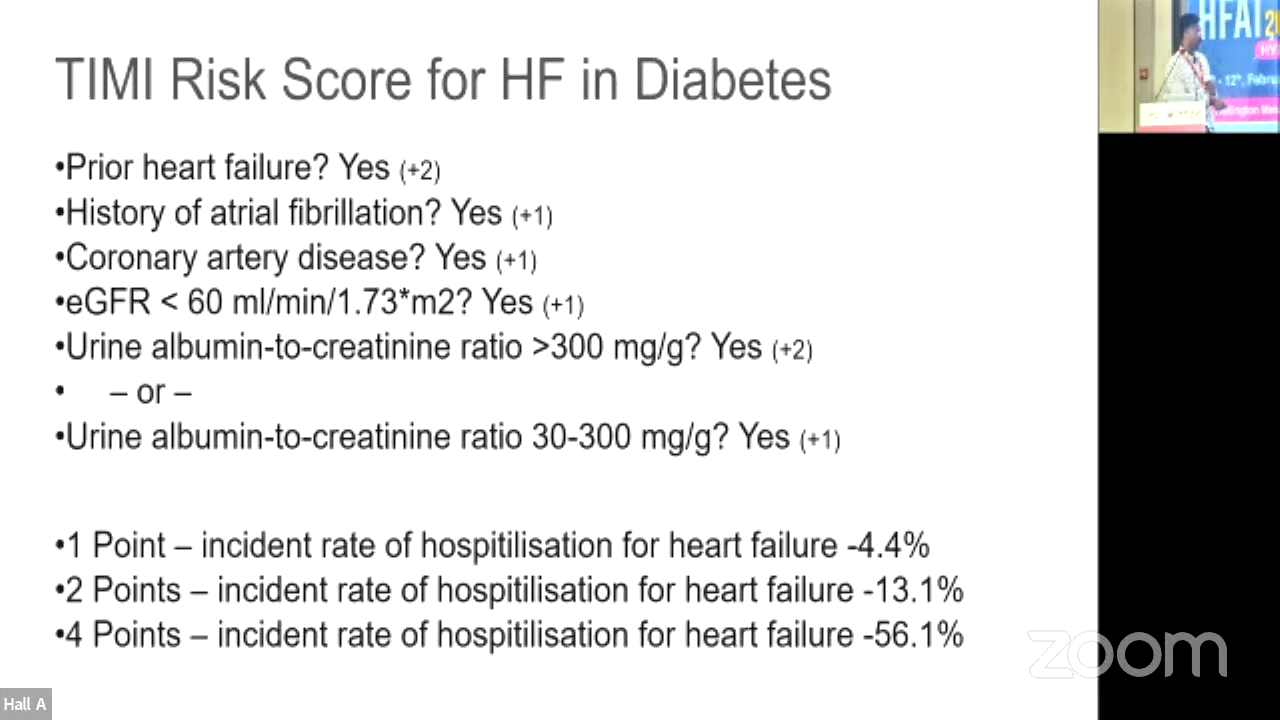 TIMI Risk Score for HF in Diabetes
•Prior heart failure? Yes (+2)
•History of atrial fibrillation? Yes (+1)
•Coronary artery disease? Yes (+1)
•eGFR < 60 ml/min/1.73*m2? Yes (+1)
•Urine albumin-to-creatinine ratio >300 mg/g? Yes (+2)
• – or –
•Urine albumin-to-creatinine ratio 30-300 mg/g? Yes (+1)
•1 Point – incident rate of hospitilisation for heart failure -4.4%
•2 Points – incident rate of hospitilisation for heart failure -13.1%
•4 Points – incident rate of hospitilisation for heart failure -56.1%
HFAI
12th, Februa
zoom
Hall A